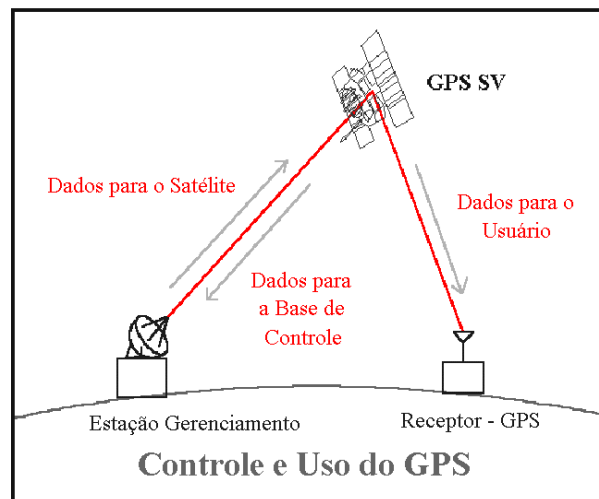 GPS SV
Dados para o Satélite
Dados para o
Usuário
Dados para
a Base de
Controle
Estação Gerenciamento
Receptor - GPS
Controle e Uso do GPS